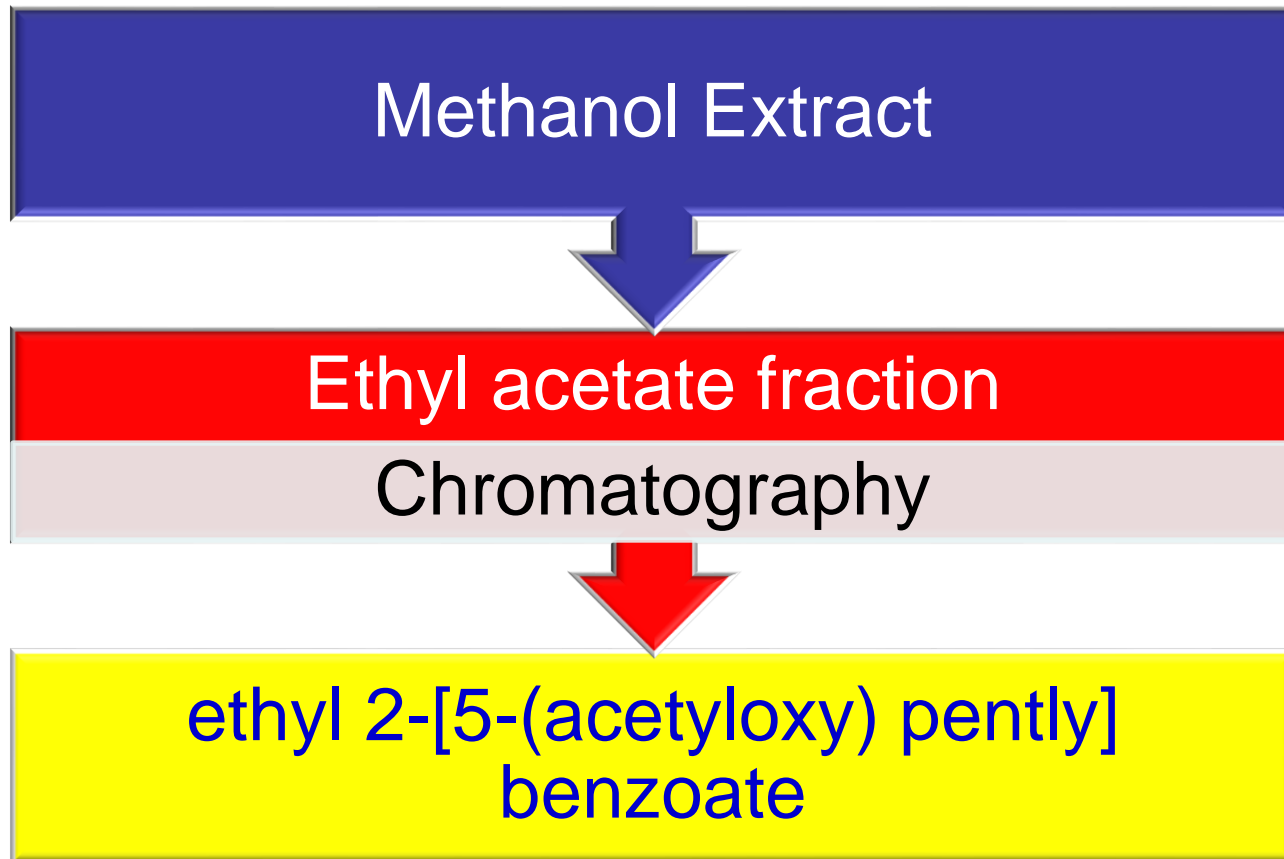 Methanol Extract
Ethyl acetate fraction
Chromatography
ethyl 2-[5-(acetyloxy) pently]
benzoate